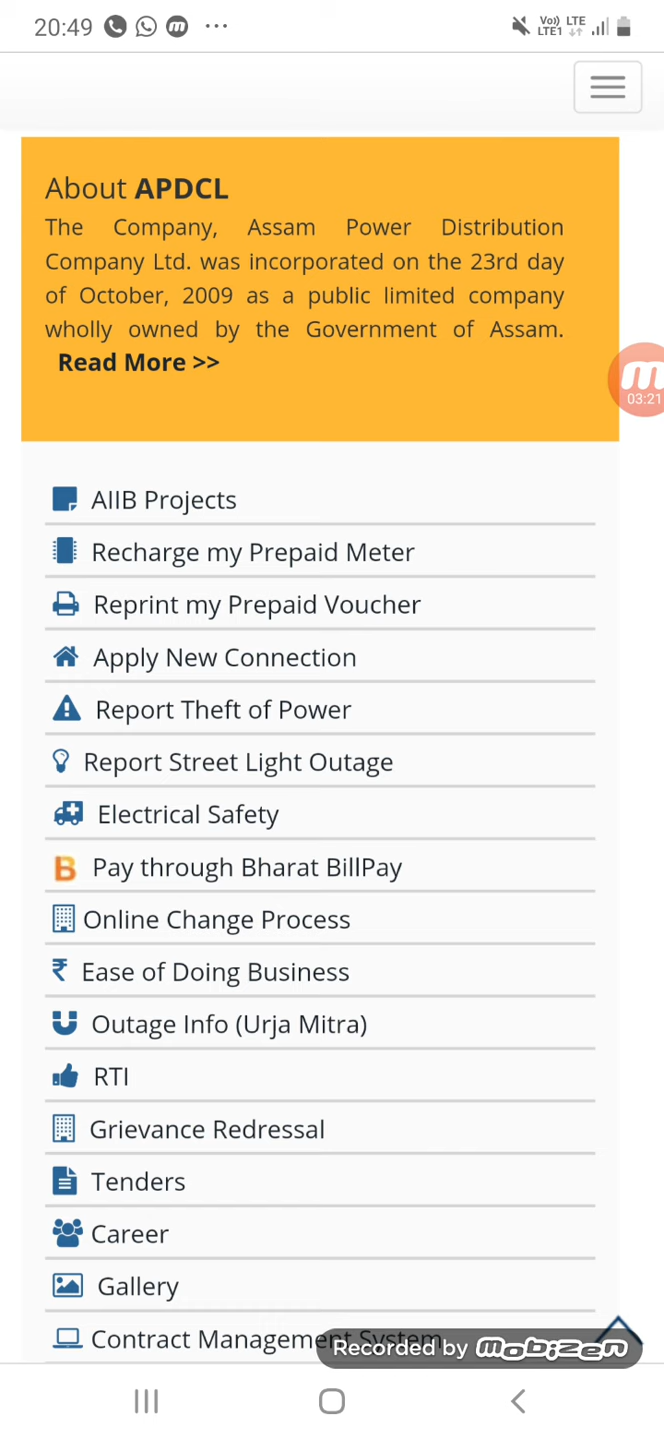 20:49
Vo)) LTE
LTE1
About APDCL
The Company, Assam Power Distribution
Company Ltd. was incorporated on the 23rd day
of October, 2009 as a public limited company
wholly owned by the Government of Assam.
Read More >>
03:21
AIIB Projects
Recharge my Prepaid Meter
Reprint my Prepaid Voucher
Apply New Connection
Report Theft of Power
Report Street Light Outage
Electrical Safety
B Pay through Bharat BillPay
Online Change Process
₹ Ease of Doing Business
Outage Info (Urja Mitra)
RTI
Grievance Redressal
Tenders
Career
Gallery
Contract Management System
Recorded by mobizen